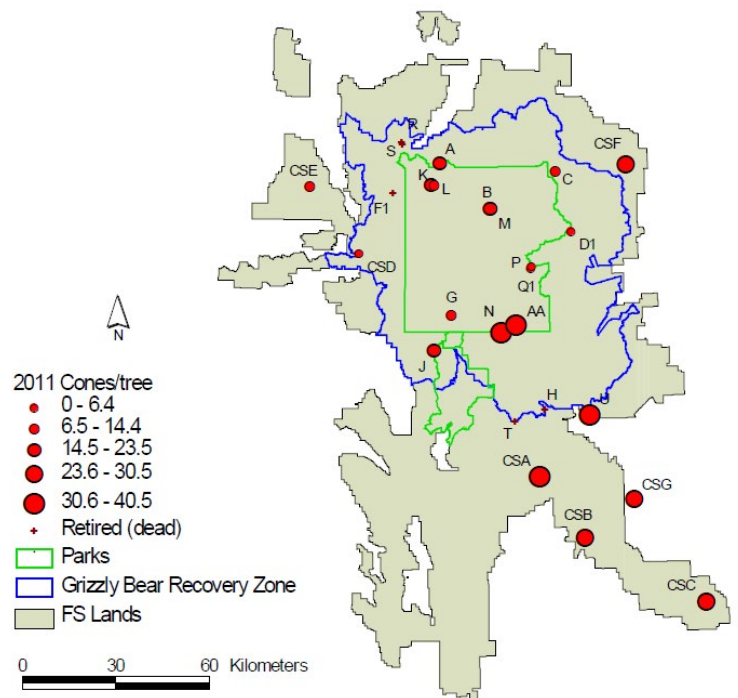 R
S
A
CSF
K
L
C
CSE
F1
B
M
D1
CSD
P
Q1
G
N
AA
N
J
H
U
T
CSA
CSG
CSB
CSC
2011 Cones/tree
0 - 6.4
6.5 - 14.4
14.5 - 23.5
23.6 - 30.5
30.6 - 40.5
Retired (dead)
Parks
Grizzly Bear Recovery Zone
FS Lands
0 30 60 Kilometers